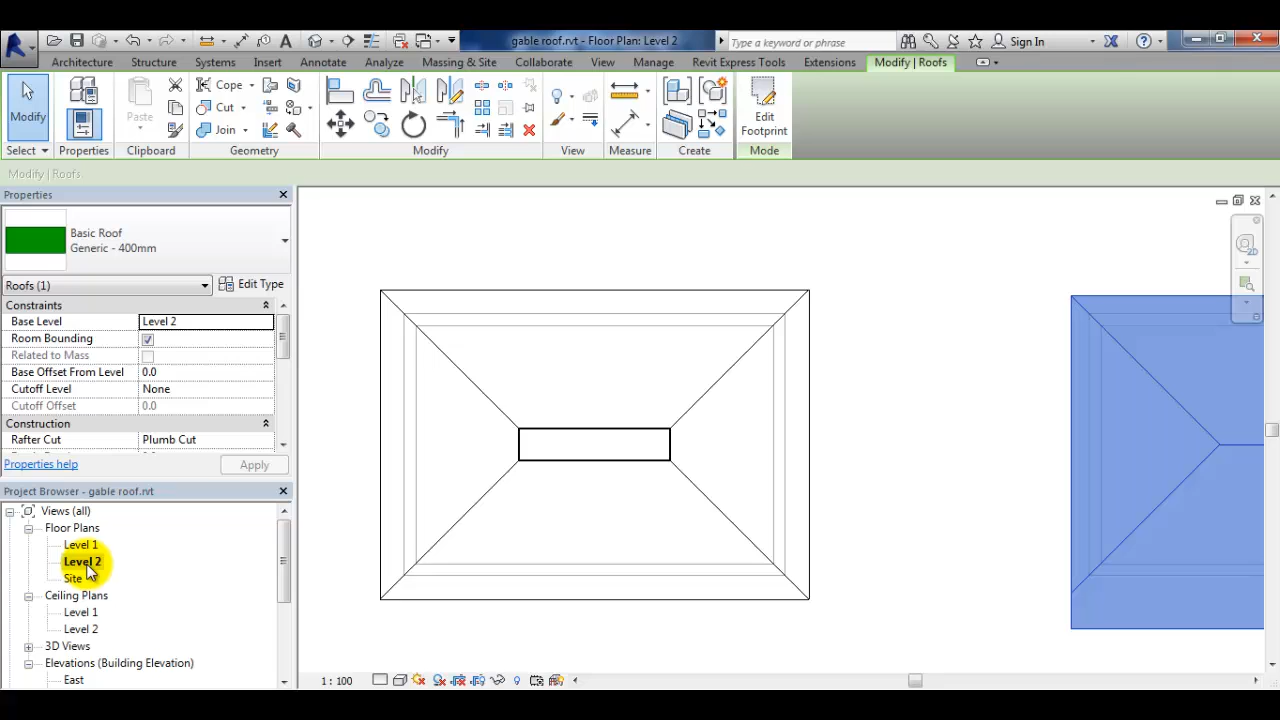 gable roof.rvt - Floor Plan: Level 2
Type a keyword or phrase
Sign In
Architecture
Structure
Systems
Insert
Annotate
Analyze
Massing & Site
Collaborate
View
Manage
Revit Express Tools
Extensions
Modify | Roofs
Modify
Paste
Cope
Cut
Join
Edit
Footprint
Select
Properties
Clipboard
Geometry
Modify
View
Measure
Create
Mode
Modify | Roofs
Properties
Basic Roof
Generic - 400mm
Roofs (1)
Edit Type
Constraints
Base Level Level 2
Room Bounding
Related to Mass
Base Offset From Level 0.0
Cutoff Level None
Cutoff Offset 0.0
Construction
Rafter Cut Plumb Cut
Properties help
Apply
Project Browser - gable roof.rvt
Views (all)
Floor Plans
Level 1
Level 2
Site
Ceiling Plans
Level 1
Level 2
3D Views
Elevations (Building Elevation)
East
1 : 100
2D